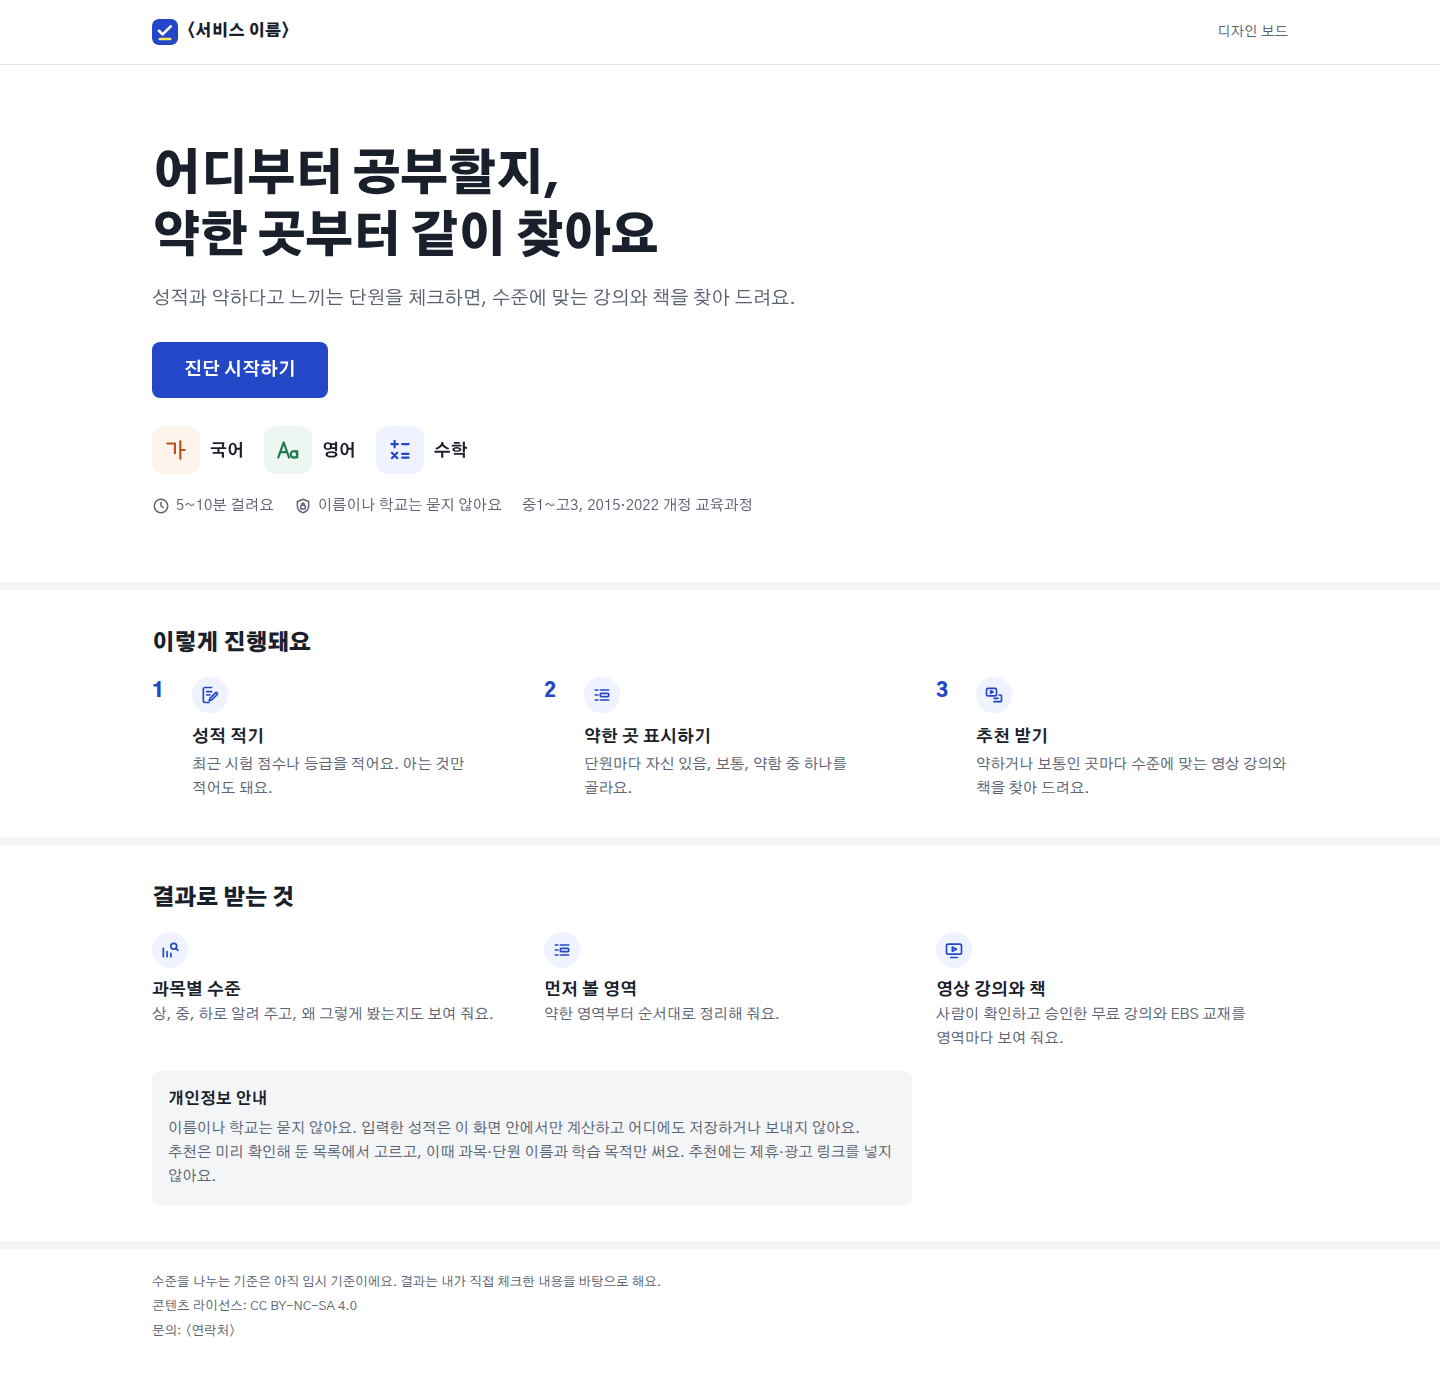 〈서비스 이름〉
디자인 보드
어디부터 공부할지,
약한 곳부터 같이 찾아요
성적과 약하다고 느끼는 단원을 체크하면, 수준에 맞는 강의와 책을 찾아 드려요.
진단 시작하기
가 국어 Aa 영어 수학
5~10분 걸려요 이름이나 학교는 묻지 않아요 중1~고3, 2015·2022 개정 교육과정
이렇게 진행돼요
1
성적 적기
최근 시험 점수나 등급을 적어요. 아는 것만
적어도 돼요.
2
약한 곳 표시하기
단원마다 자신 있음, 보통, 약함 중 하나를
골라요.
3
추천 받기
약하거나 보통인 곳마다 수준에 맞는 영상 강의와
책을 찾아 드려요.
결과로 받는 것
과목별 수준
상, 중, 하로 알려 주고, 왜 그렇게 봤는지도 보여 줘요.
먼저 볼 영역
약한 영역부터 순서대로 정리해 줘요.
영상 강의와 책
사람이 확인하고 승인한 무료 강의와 EBS 교재를
영역마다 보여 줘요.
개인정보 안내
이름이나 학교는 묻지 않아요. 입력한 성적은 이 화면 안에서만 계산하고 어디에도 저장하거나 보내지 않아요.
추천은 미리 확인해 둔 목록에서 고르고, 이때 과목·단원 이름과 학습 목적만 써요. 추천에는 제휴·광고 링크를 넣지
않아요.
수준을 나누는 기준은 아직 임시 기준이에요. 결과는 내가 직접 체크한 내용을 바탕으로 해요.
콘텐츠 라이선스: CC BY-NC-SA 4.0
문의: 〈연락처〉